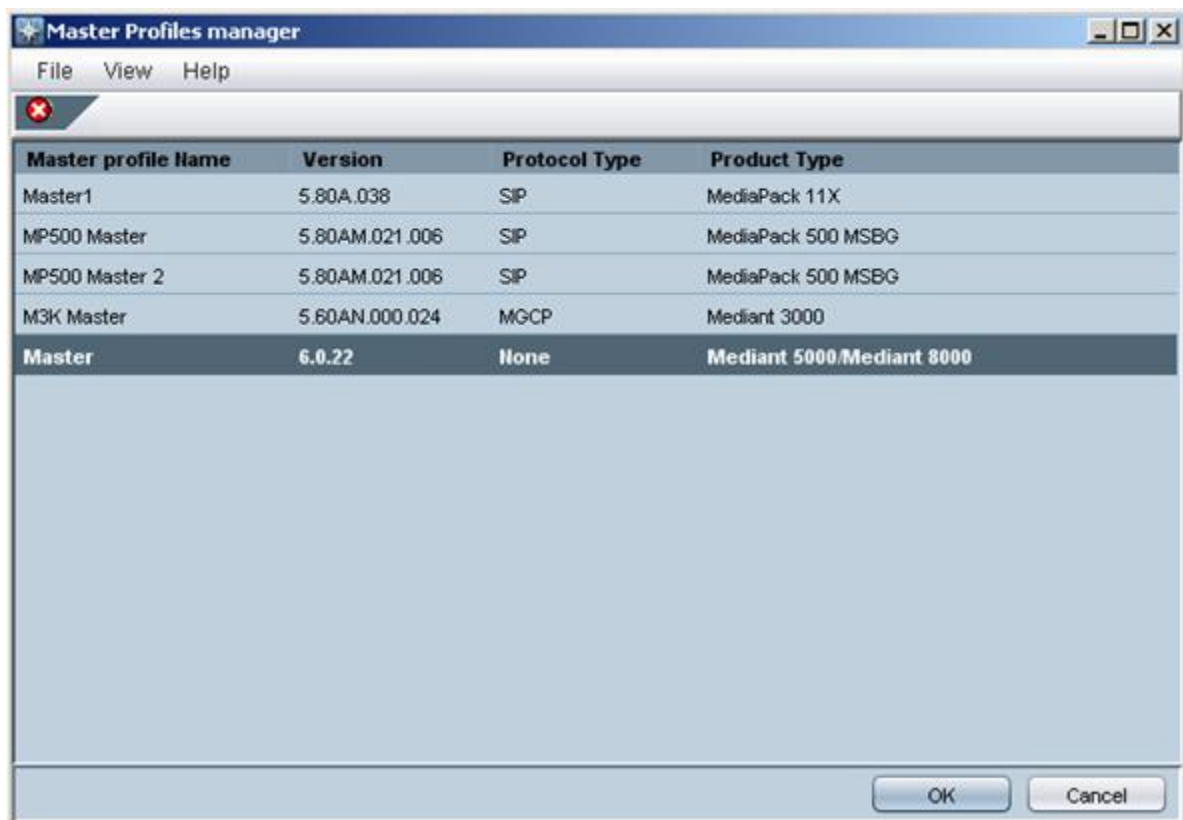 Master Profiles manager
File View Help
Master profile Name Version Protocol Type Product Type
Master1 5.80A.038 SIP MediaPack 11X
MP500 Master 5.80AM.021.006 SIP MediaPack 500 MSBG
MP500 Master 2 5.80AM.021.006 SIP MediaPack 500 MSBG
M3K Master 5.60AN.000.024 MGCP Mediant 3000
Master 6.0.22 None Mediant 5000/Mediant 8000
OK Cancel